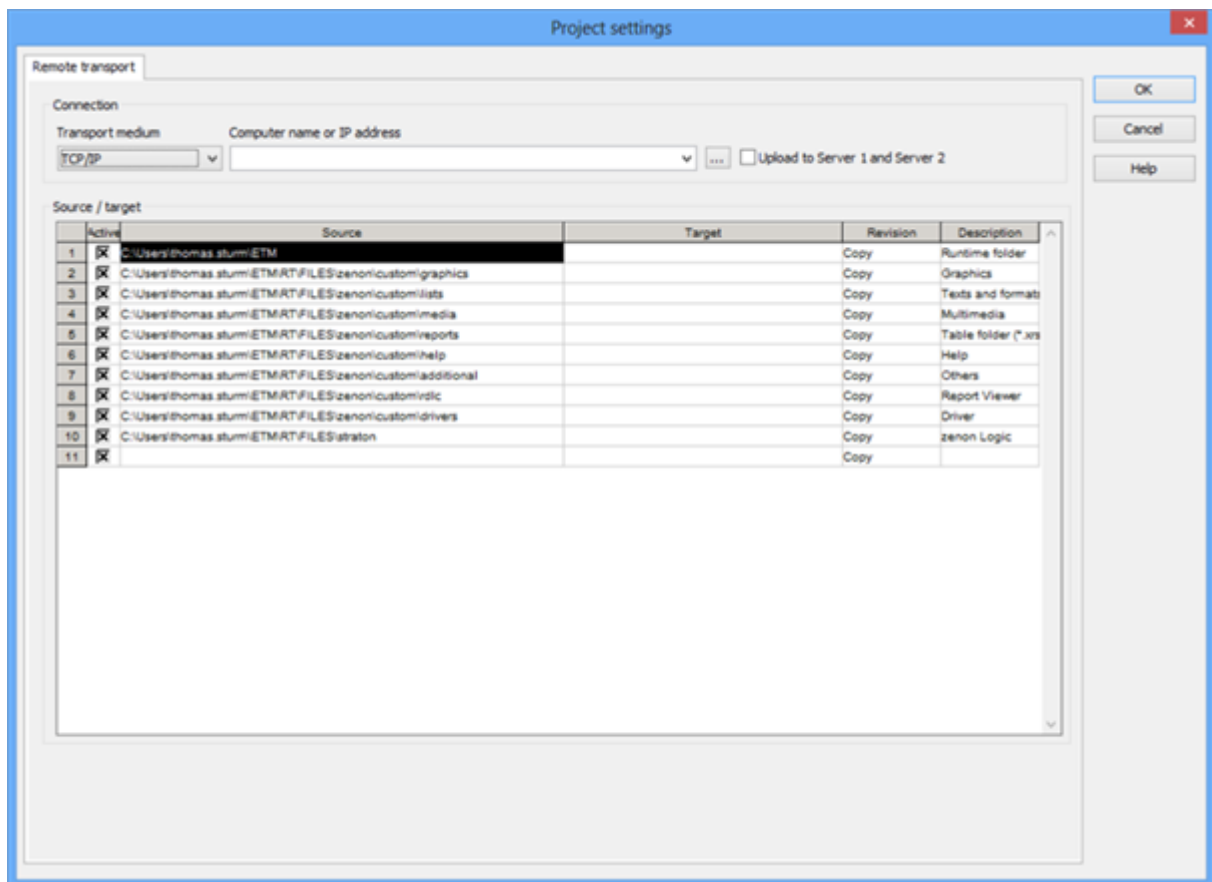 Project settings
Remote transport
OK
Connection
Cancel
Transport medium Computer name or IP address
TCP/IP ... Upload to Server 1 and Server 2
Help
Source / target
Active Source Target Revision Description
1 C:\Users\thomas.sturm\ETM Copy Runtime folder
2 C:\Users\thomas.sturm\ETM\RT\FILES\zenon\custom\graphics Copy Graphics
3 C:\Users\thomas.sturm\ETM\RT\FILES\zenon\custom\lists Copy Texts and formats
4 C:\Users\thomas.sturm\ETM\RT\FILES\zenon\custom\media Copy Multimedia
5 C:\Users\thomas.sturm\ETM\RT\FILES\zenon\custom\reports Copy Table folder (*.xrs
6 C:\Users\thomas.sturm\ETM\RT\FILES\zenon\custom\help Copy Help
7 C:\Users\thomas.sturm\ETM\RT\FILES\zenon\custom\additional Copy Others
8 C:\Users\thomas.sturm\ETM\RT\FILES\zenon\custom\rdlc Copy Report Viewer
9 C:\Users\thomas.sturm\ETM\RT\FILES\zenon\custom\drivers Copy Driver
10 C:\Users\thomas.sturm\ETM\RT\FILES\straton Copy zenon Logic
11 Copy